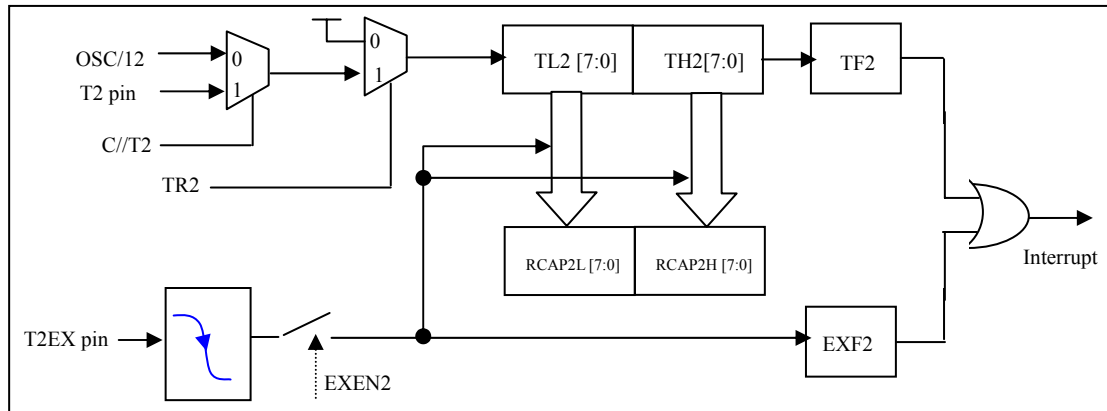 OSC/12
0
T2 pin
1
C//T2
0
1
TR2
TL2 [7:0]
TH2[7:0]
TF2
RCAP2L [7:0]
RCAP2H [7:0]
Interrupt
T2EX pin
EXEN2
EXF2